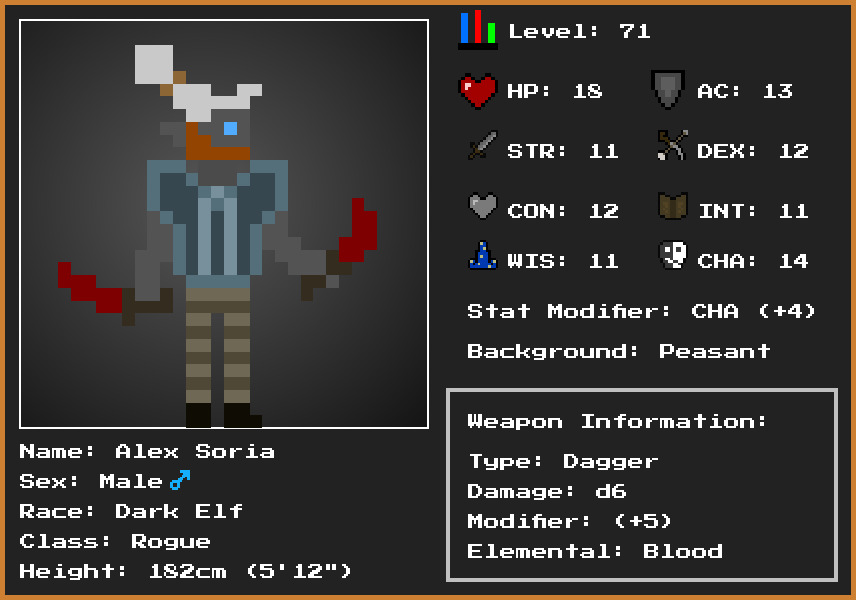 Level: 71
HP: 18
AC: 13
STR: 11
DEX: 12
CON: 12
INT: 11
WIS: 11
CHA: 14
Stat Modifier: CHA (+4)
Background: Peasant
Weapon Information:
Type: Dagger
Damage: d6
Modifier: (+5)
Elemental: Blood
Name: Alex Soria
Sex: Male ♂
Race: Dark Elf
Class: Rogue
Height: 182cm (5'12")